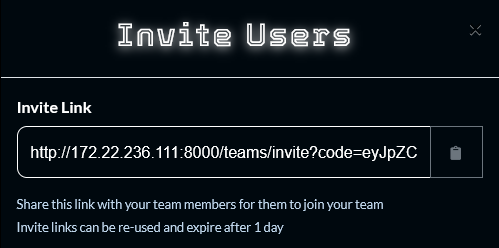 Invite Users
Invite Link
http://172.22.236.111:8000/teams/invite?code=eyJpZC
Share this link with your team members for them to join your team
Invite links can be re-used and expire after 1 day